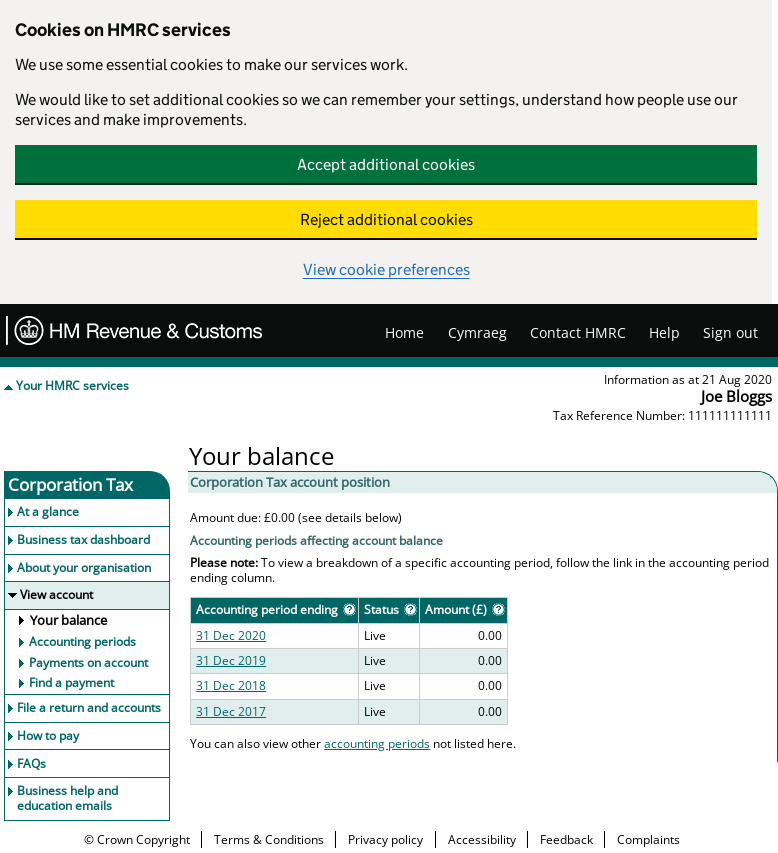 Cookies on HMRC services
We use some essential cookies to make our services work.
We would like to set additional cookies so we can remember your settings, understand how people use our
services and make improvements.
Accept additional cookies
Reject additional cookies
View cookie preferences
HM Revenue & Customs
Home Cymraeg Contact HMRC Help Sign out
Your HMRC services
Information as at 21 Aug 2020
Joe Bloggs
Tax Reference Number: 111111111111
Corporation Tax
At a glance
Business tax dashboard
About your organisation
View account
Your balance
Accounting periods
Payments on account
Find a payment
File a return and accounts
How to pay
FAQs
Business help and
education emails
Your balance
Corporation Tax account position
Amount due: £0.00 (see details below)
Accounting periods affecting account balance
Please note: To view a breakdown of a specific accounting period, follow the link in the accounting period
ending column.
Accounting period ending ? Status ? Amount (£) ?
31 Dec 2020 Live 0.00
31 Dec 2019 Live 0.00
31 Dec 2018 Live 0.00
31 Dec 2017 Live 0.00
You can also view other accounting periods not listed here.
© Crown Copyright Terms & Conditions Privacy policy Accessibility Feedback Complaints